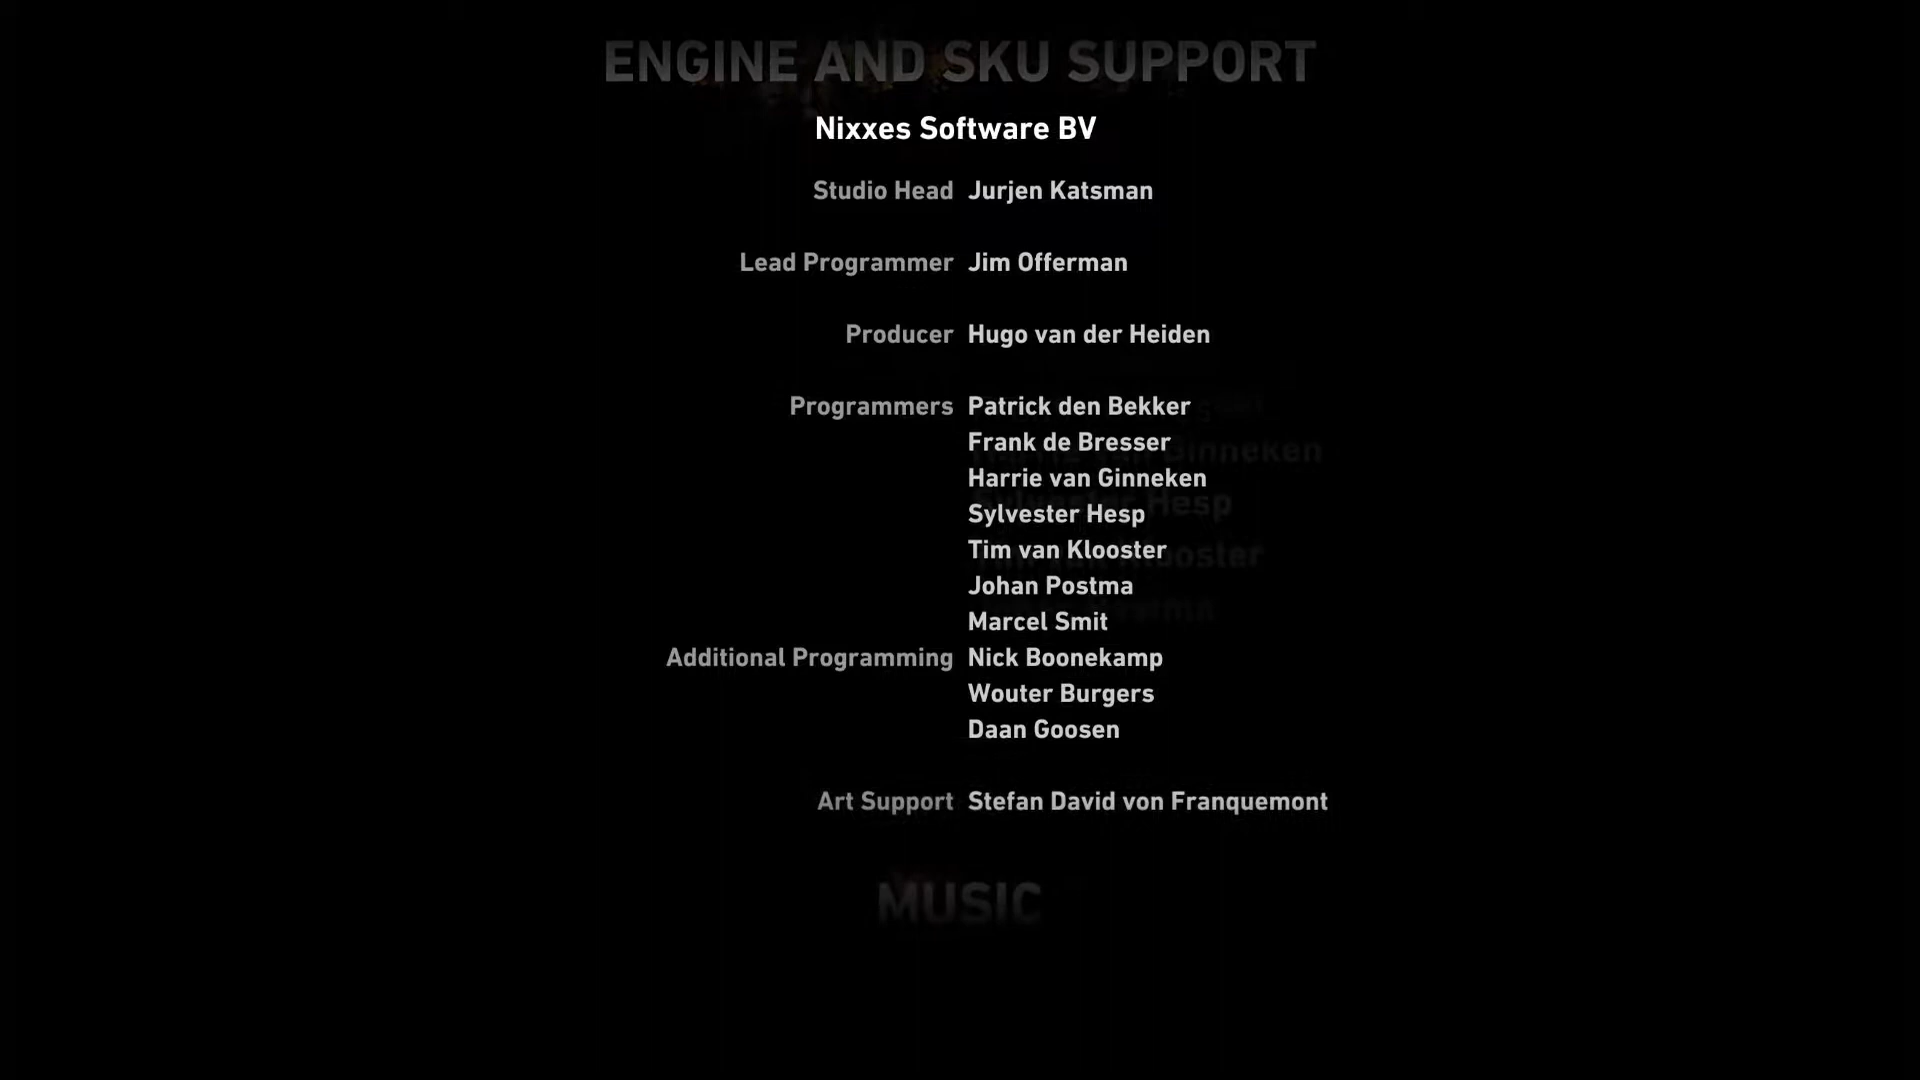 ENGINE AND SKU SUPPORT
Nixxes Software BV
Studio Head Jurjen Katsman
Lead Programmer Jim Offerman
Producer Hugo van der Heiden
Programmers Patrick den Bekker
Frank de Bresser
Harrie van Ginneken
Sylvester Hesp
Tim van Klooster
Johan Postma
Marcel Smit
Additional Programming Nick Boonekamp
Wouter Burgers
Daan Goosen
Art Support Stefan David von Franquemont
MUSIC